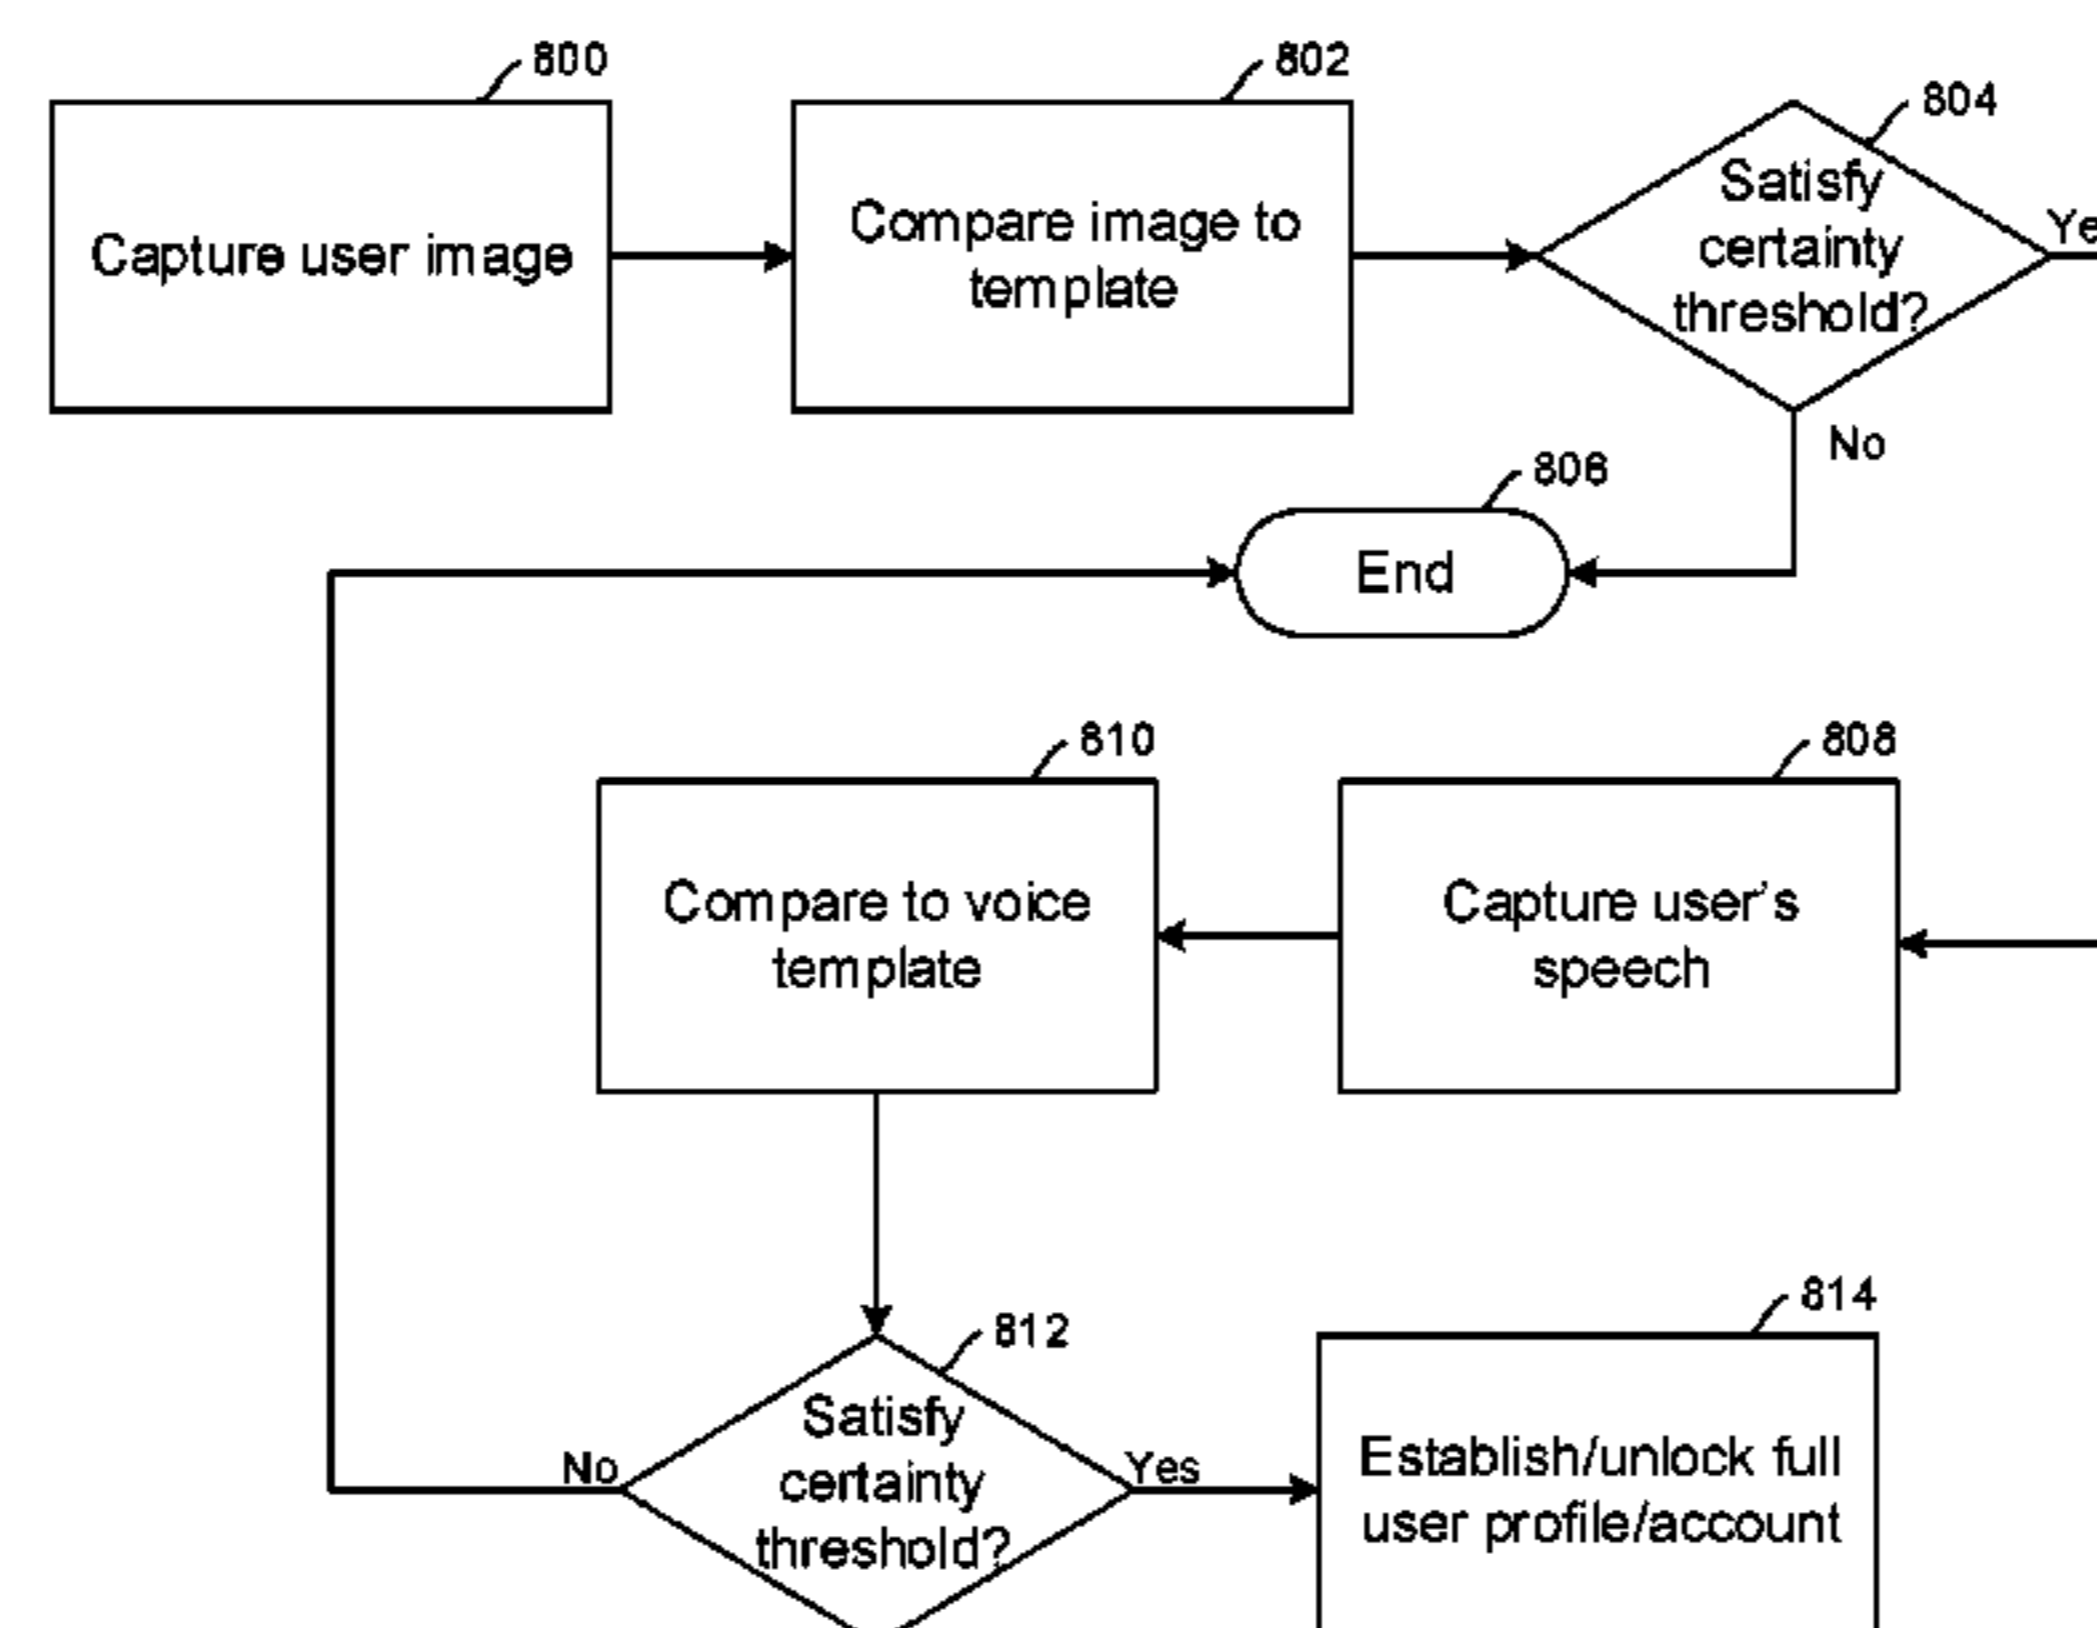 800
Capture user image
802
Compare image to
template
804
Satisfy
certainty
threshold?
Ye
No
806
End
810
Compare to voice
template
808
Capture user's
speech
812
Satisfy
certainty
threshold?
No
Yes
814
Establish/unlock full
user profile/account